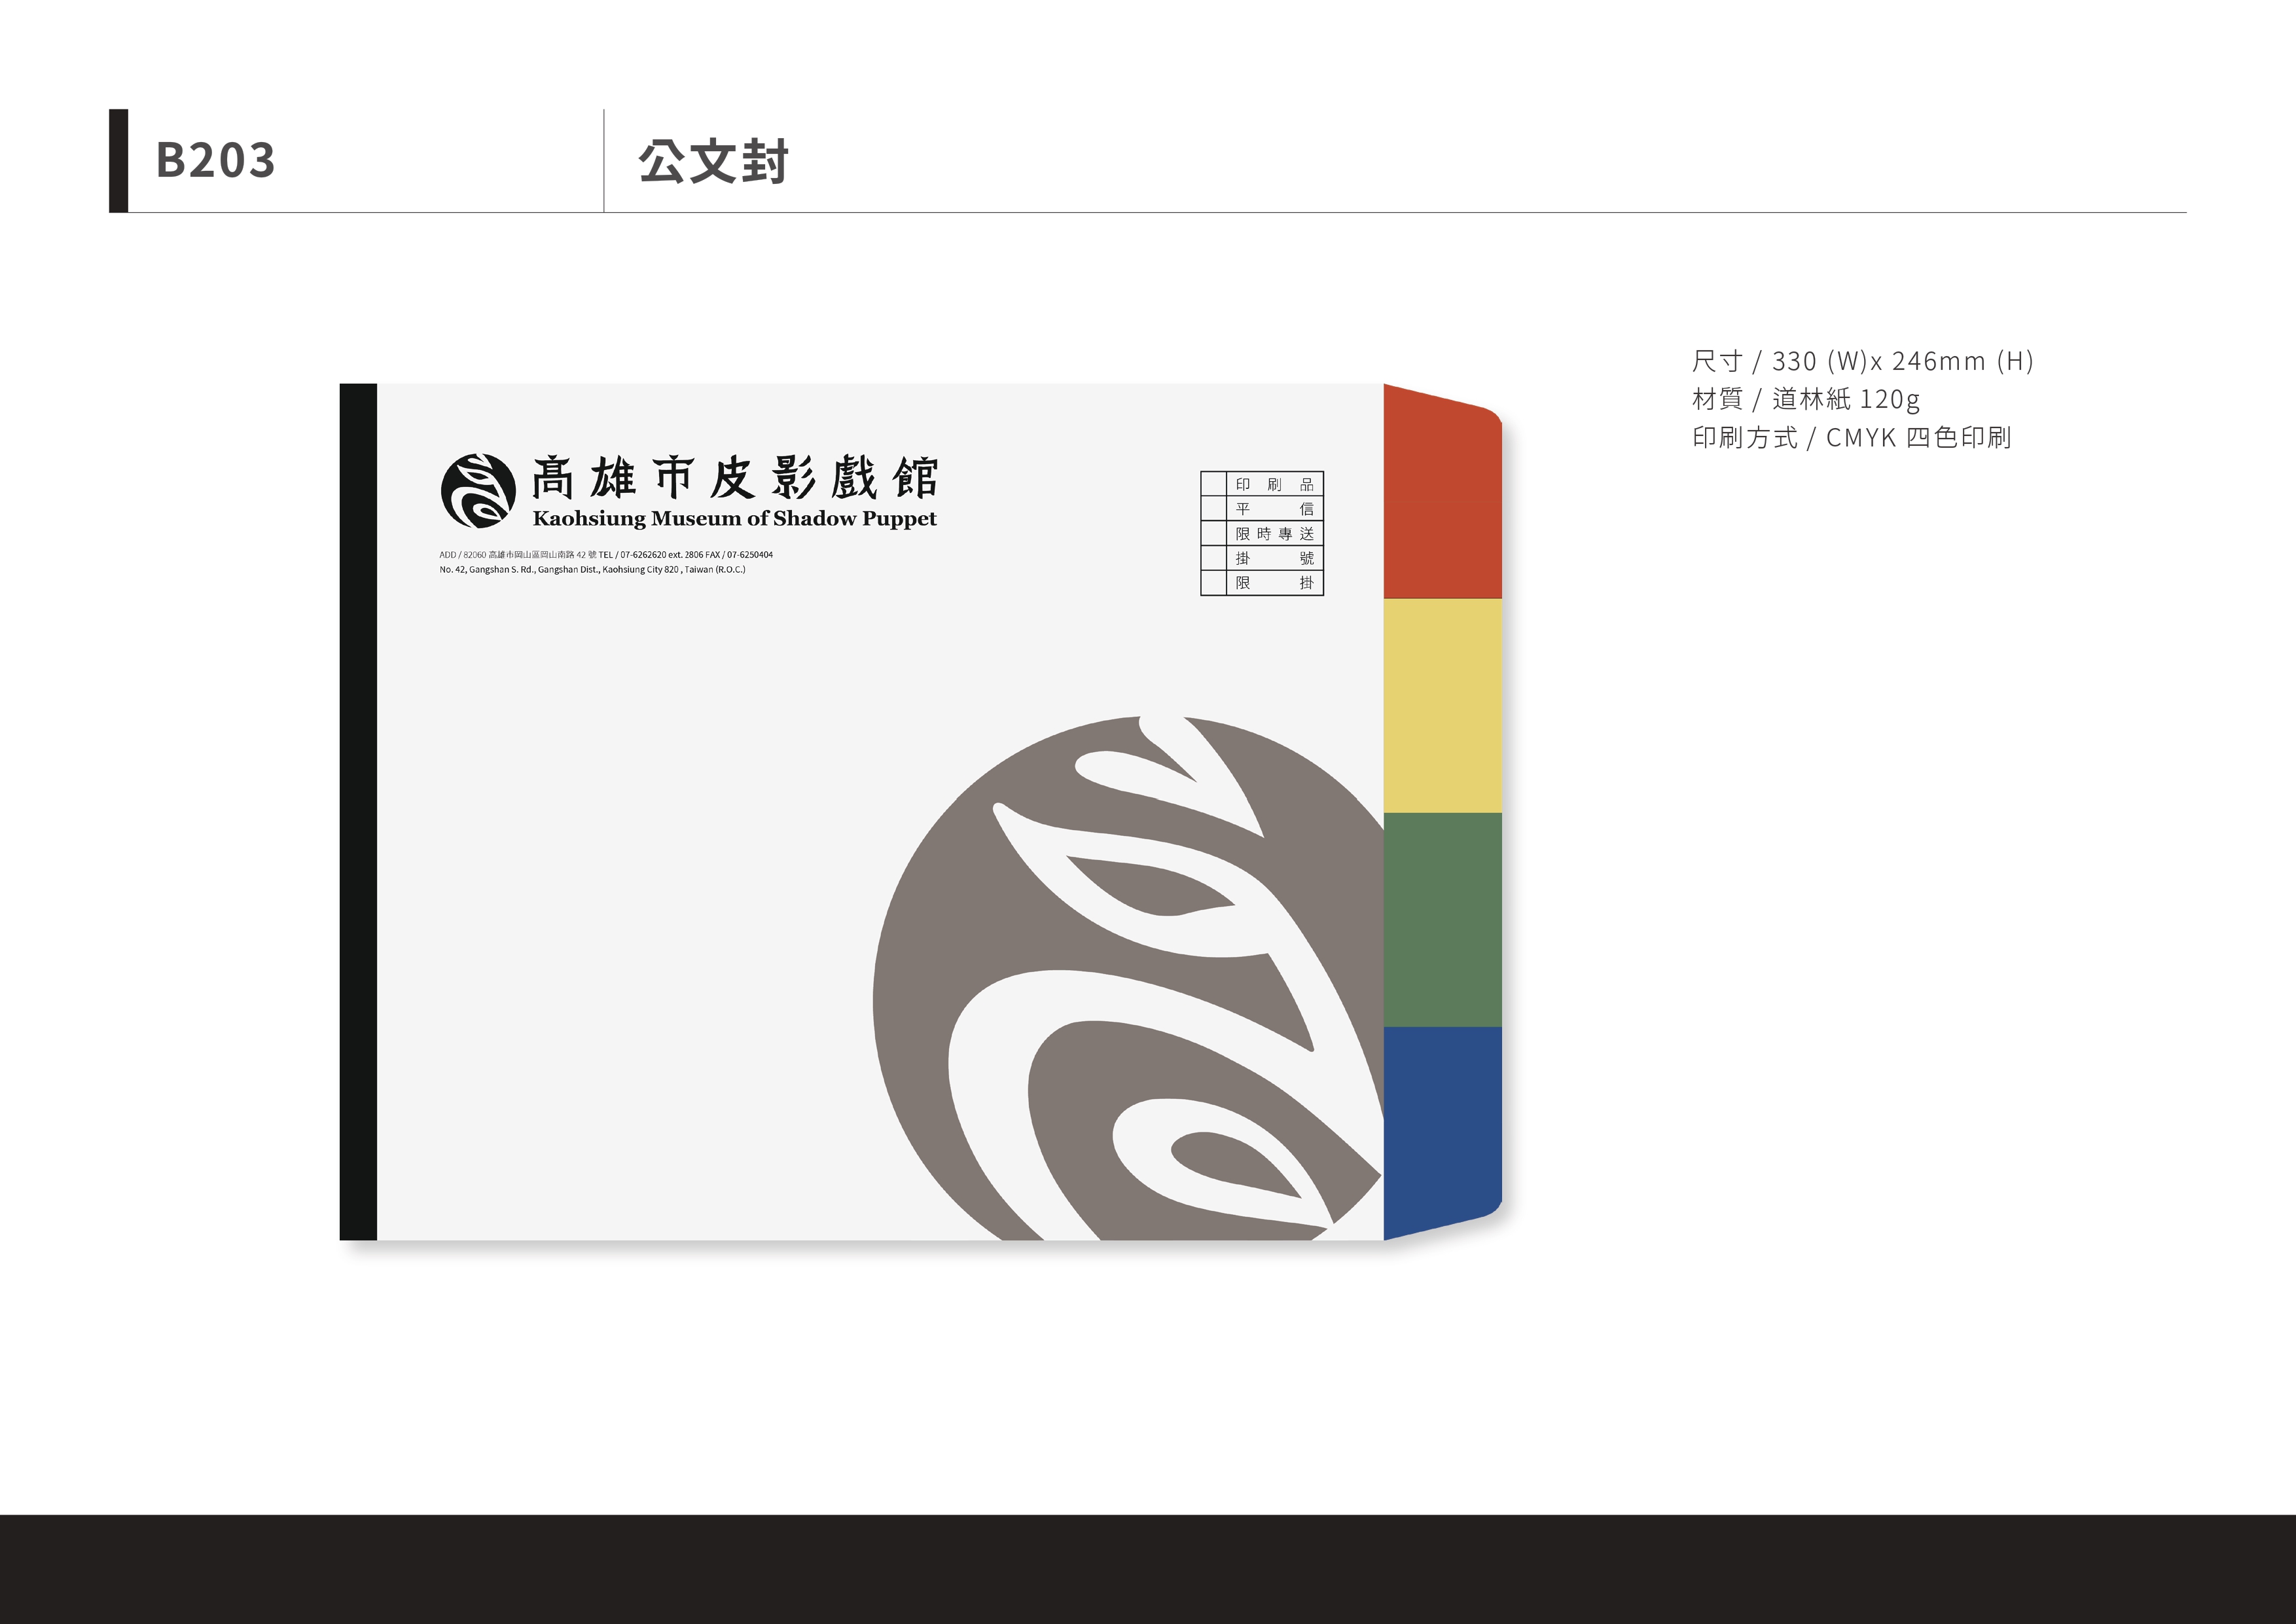 B203
公文封
尺寸 / 330 (W)x 246mm (H)
材質 / 道林紙 120g
印刷方式 / CMYK 四色印刷
高雄市皮影戲館
Kaohsiung Museum of Shadow Puppet
ADD / 82060 高雄市岡山區岡山南路 42 號 TEL / 07-6262620 ext. 2806 FAX / 07-6250404
No. 42, Gangshan S. Rd., Gangshan Dist., Kaohsiung City 820 , Taiwan (R.O.C.)
印刷品
平信
限時專送
掛號
限掛